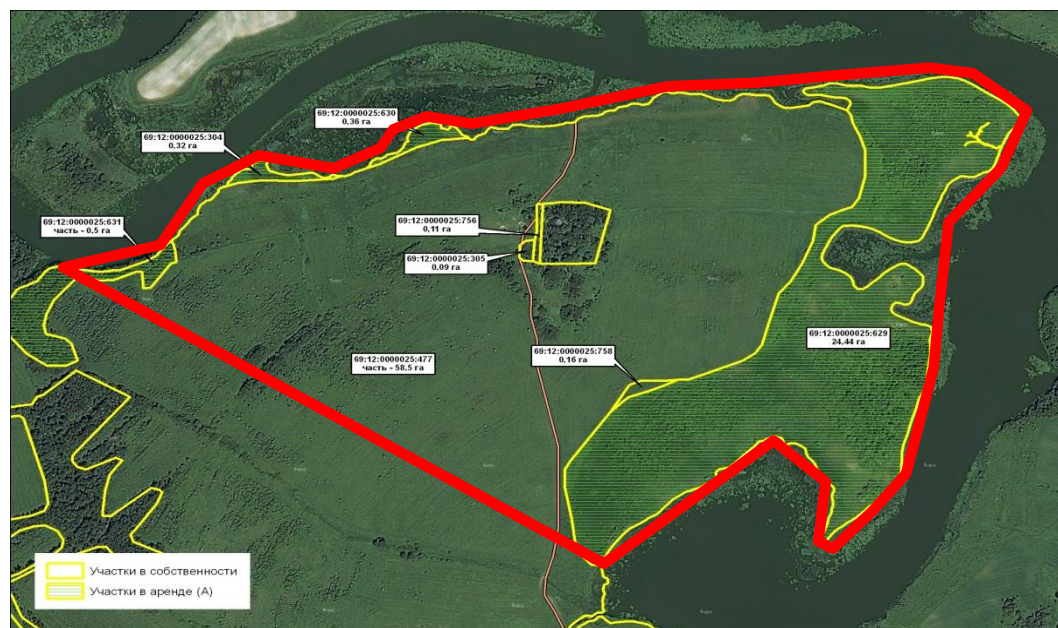 69:12:0000025:630
0,36 га
69:12:0000025:304
0,32 га
69:12:0000025:631
часть - 0,5 га
69:12:0000025:756
0,11 га
69:12:0000025:305
0,09 га
69:12:0000025:629
24,44 га
69:12:0000025:758
0,16 га
69:12:0000025:477
часть - 58,5 га
Участки в собственности
Участки в аренде (А)